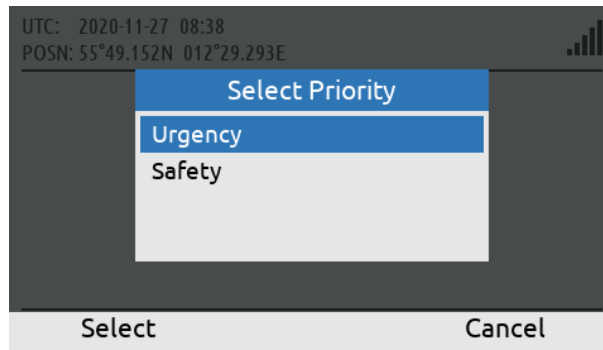 UTC: 2020-11-27 08:38
POSN: 55°49.152N 012°29.293E
Select Priority
Urgency
Safety
Select Cancel